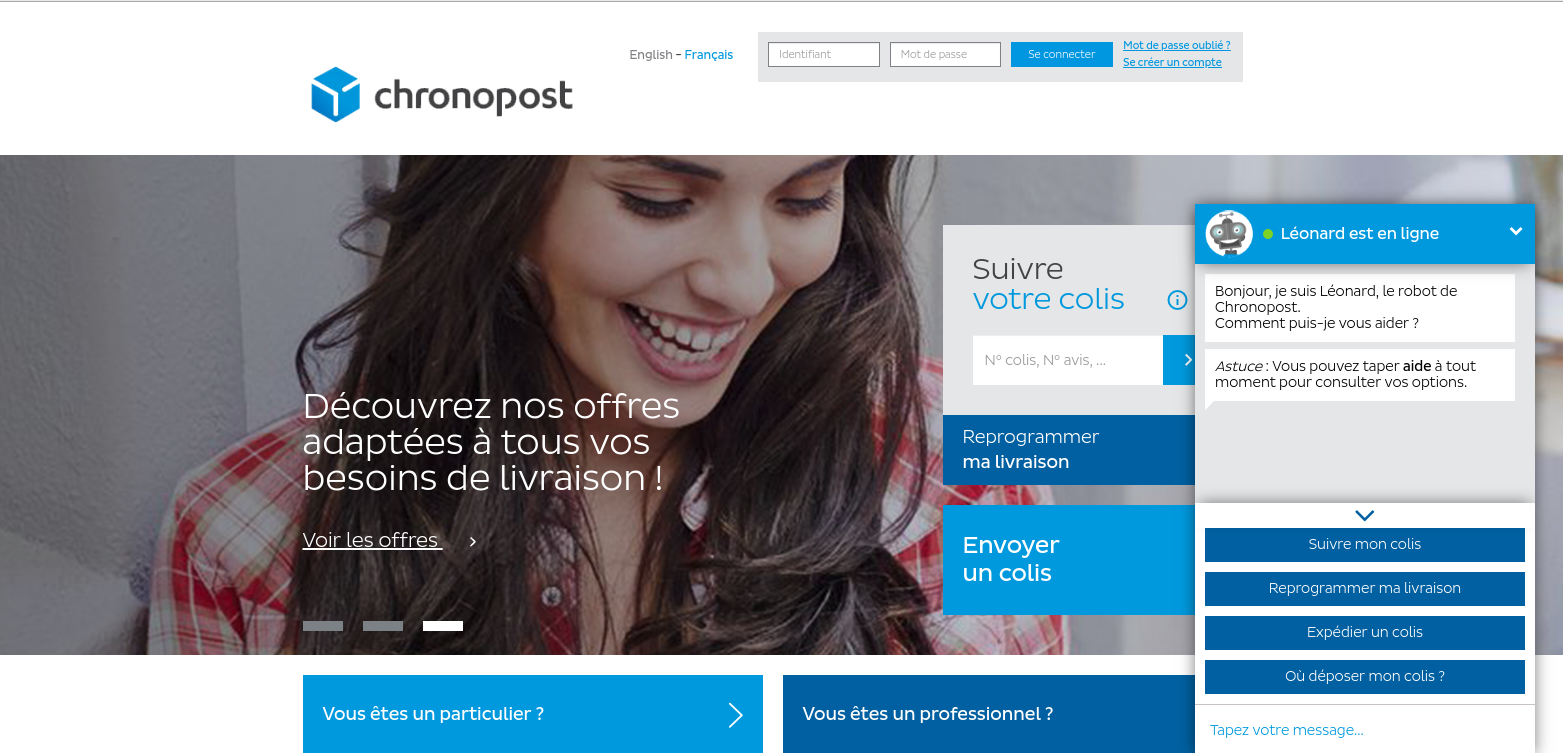 English - Français
Identifiant
Mot de passe
Se connecter
Mot de passe oublié ?
Se créer un compte
chronopost
Découvrez nos offres
adaptées à tous vos
besoins de livraison !
Voir les offres
Suivre
votre colis
N° colis, N° avis, ...
Reprogrammer
ma livraison
Envoyer
un colis
Vous êtes un particulier ?
Vous êtes un professionnel ?
Léonard est en ligne
Bonjour, je suis Léonard, le robot de
Chronopost.
Comment puis-je vous aider ?
Astuce : Vous pouvez taper aide à tout
moment pour consulter vos options.
Suivre mon colis
Reprogrammer ma livraison
Expédier un colis
Où déposer mon colis ?
Tapez votre message...